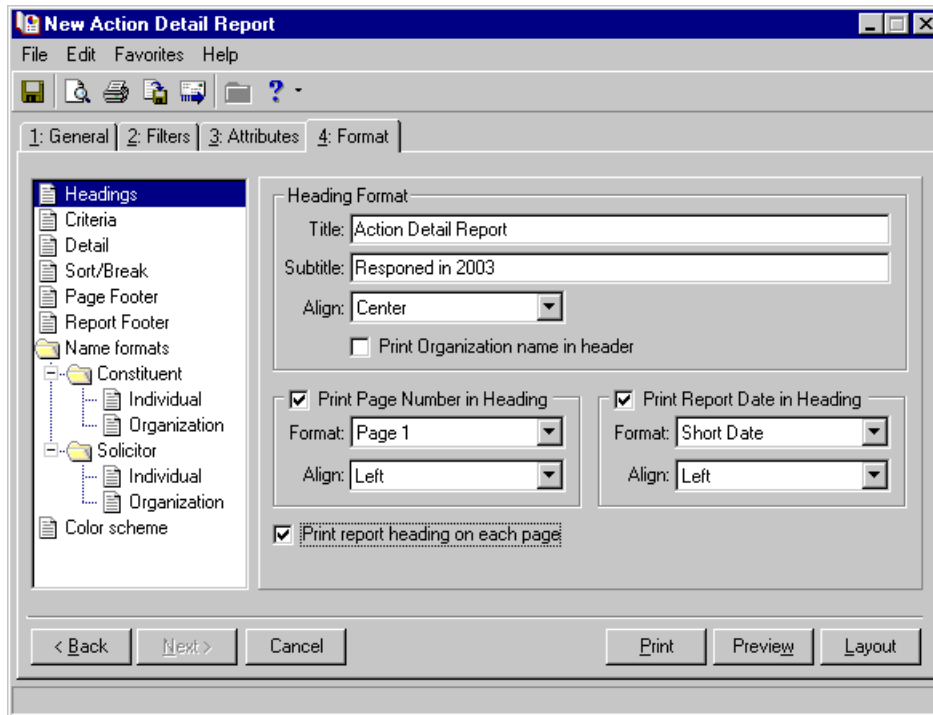 New Action Detail Report
File Edit Favorites Help
1: General 2: Filters 3: Attributes 4: Format
Headings
Criteria
Detail
Sort/Break
Page Footer
Report Footer
Name formats
Constituent
Individual
Organization
Solicitor
Individual
Organization
Color scheme
Heading Format
Title: Action Detail Report
Subtitle: Responed in 2003
Align: Center
Print Organization name in header
Print Page Number in Heading
Format: Page 1
Align: Left
Print Report Date in Heading
Format: Short Date
Align: Left
Print report heading on each page
< Back Next > Cancel Print Preview Layout